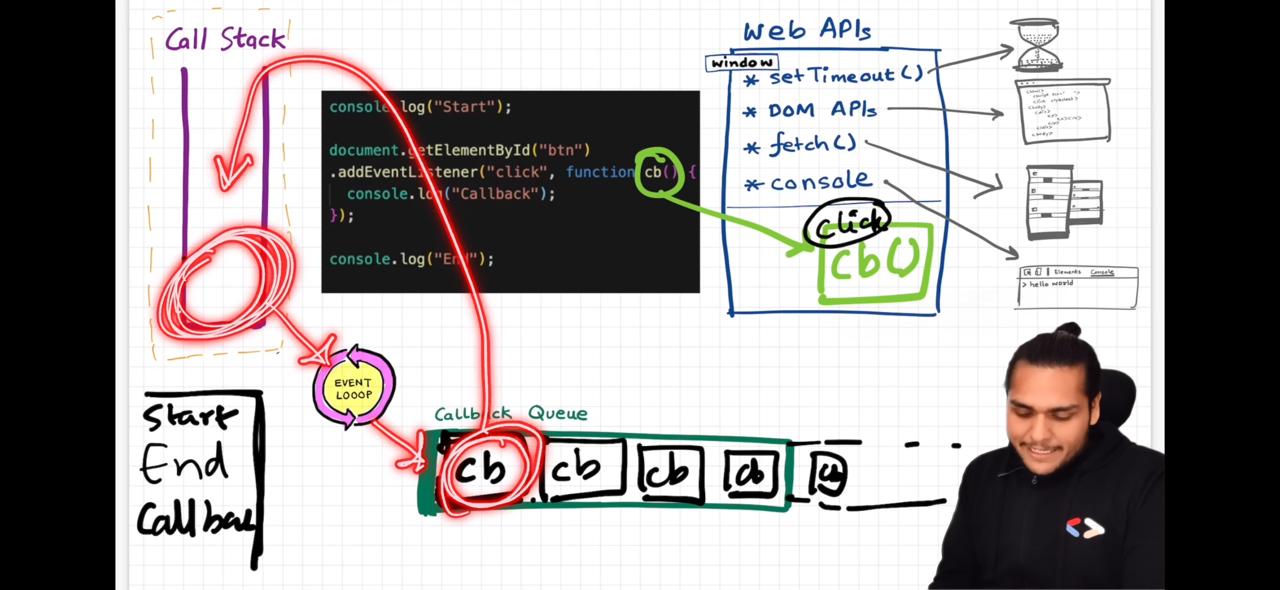 Call Stack
console.log("Start");
document.getElementById("btn")
.addEventListener("click", function cb() {
console.log("Callback");
});
console.log("End");
Web APIs
window
* setTimeout()
* DOM APIs
* fetch()
* console
click
cb()
Elements Console
> hello world
EVENT
LOOOP
Start
End
Callbac
Callback Queue
cb cb cb cb cb